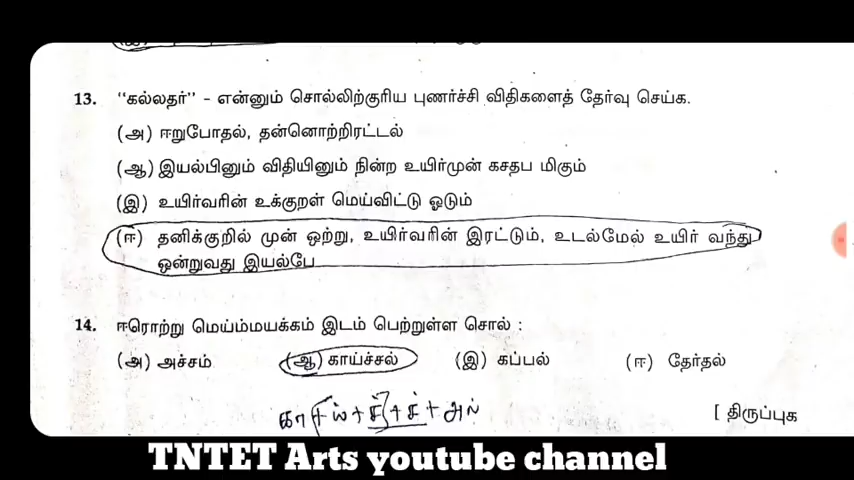 13. "கல்லதர்" - என்னும் சொல்லிற்குரிய புணர்ச்சி விதிகளைத் தேர்வு செய்க.
(அ) ஈறுபோதல், தன்னொற்றிரட்டல்
(ஆ) இயல்பினும் விதியினும் நின்ற உயிர்முன் கசதப மிகும்
(இ) உயிர்வரின் உக்குறள் மெய்விட்டு ஓடும்
(ஈ) தனிக்குறில் முன் ஒற்று, உயிர்வரின் இரட்டும், உடல்மேல் உயிர் வந்து
ஒன்றுவது இயல்பே
14. ஈரொற்று மெய்ம்மயக்கம் இடம் பெற்றுள்ள சொல் :
(அ) அச்சம் (ஆ) காய்ச்சல் (இ) கப்பல் (ஈ) தேர்தல்
கா + ய் + ச் + ச் + அல்
[ திருப்புக
TNTET Arts youtube channel